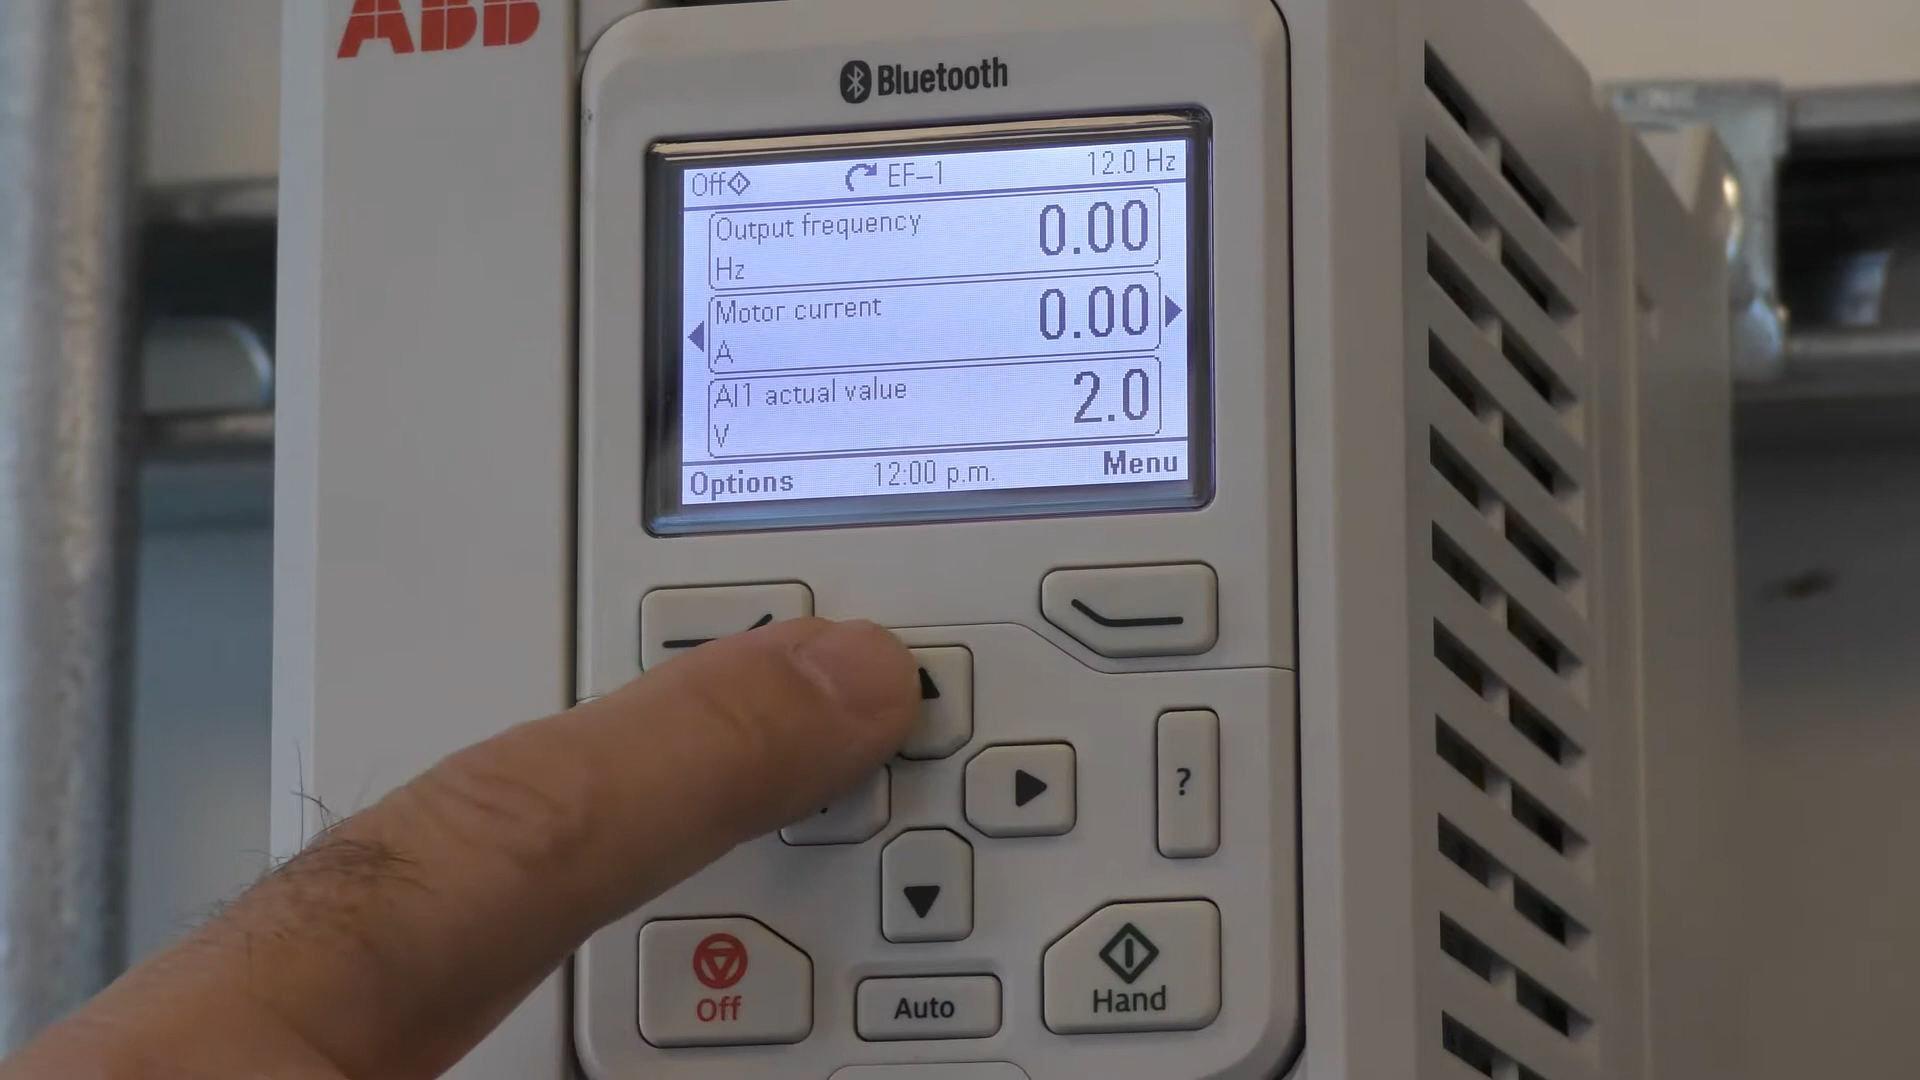 ABB
Bluetooth
Off EF-1 12.0 Hz
Output frequency 0.00
Hz
Motor current 0.00
A
AI1 actual value 2.0
V
Options 12:00 p.m. Menu
?
Off
Auto
Hand